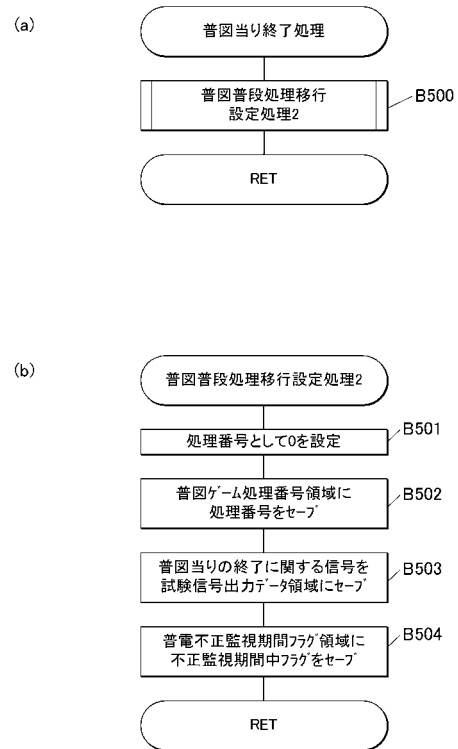 (a)
普図当り終了処理
普図普段処理移行
設定処理2
B500
RET
(b)
普図普段処理移行設定処理2
処理番号として0を設定
B501
普図ｹﾞｰﾑ処理番号領域に
処理番号をｾｰﾌﾞ
B502
普図当りの終了に関する信号を
試験信号出力ﾃﾞｰﾀ領域にｾｰﾌﾞ
B503
普電不正監視期間ﾌﾗｸﾞ領域に
不正監視期間中ﾌﾗｸﾞをｾｰﾌﾞ
B504
RET